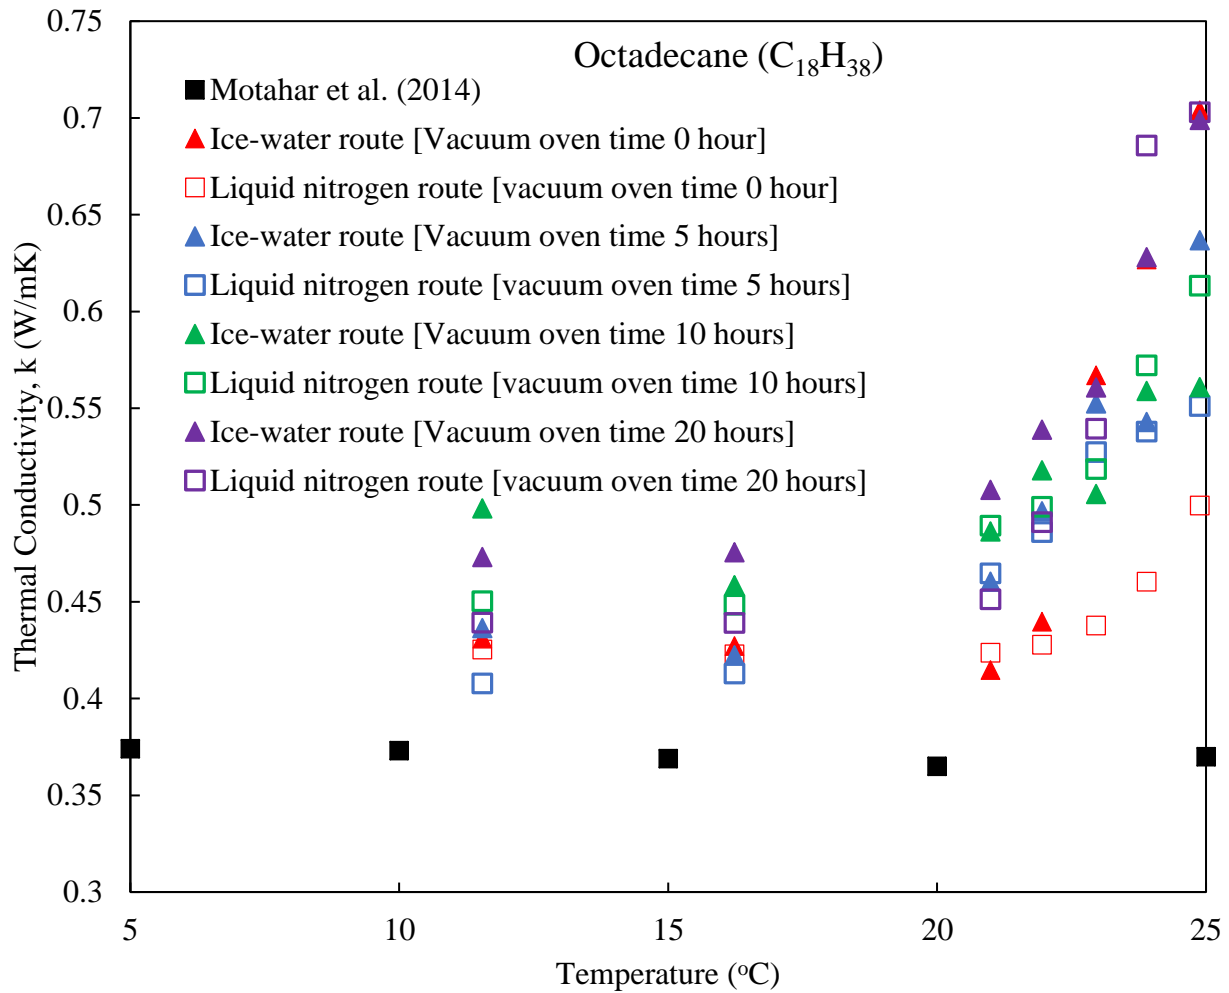 Octadecane (C₁₈H₃₈)
Motahar et al. (2014)
Ice-water route [Vacuum oven time 0 hour]
Liquid nitrogen route [vacuum oven time 0 hour]
Ice-water route [Vacuum oven time 5 hours]
Liquid nitrogen route [vacuum oven time 5 hours]
Ice-water route [Vacuum oven time 10 hours]
Liquid nitrogen route [vacuum oven time 10 hours]
Ice-water route [Vacuum oven time 20 hours]
Liquid nitrogen route [vacuum oven time 20 hours]
Thermal Conductivity, k (W/mK)
0.75
0.7
0.65
0.6
0.55
0.5
0.45
0.4
0.35
0.3
5
10
15
20
25
Temperature (ᵒC)